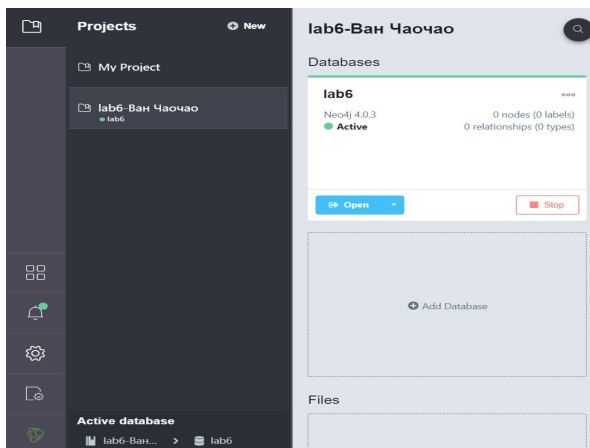 Projects
New
My Project
lab6-Ван Чаочао
lab6
Active database
lab6-Ван... > lab6
lab6-Ван Чаочао
Databases
lab6
Neo4j 4.0.3
0 nodes (0 labels)
Active
0 relationships (0 types)
Open
Stop
Add Database
Files